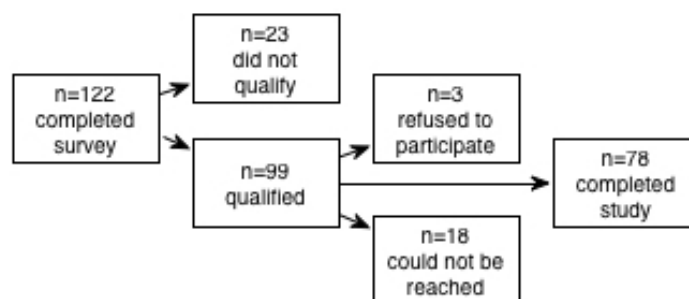 n=122
completed
survey
n=23
did not
qualify
n=99
qualified
n=3
refused to
participate
n=18
could not be
reached
n=78
completed
study